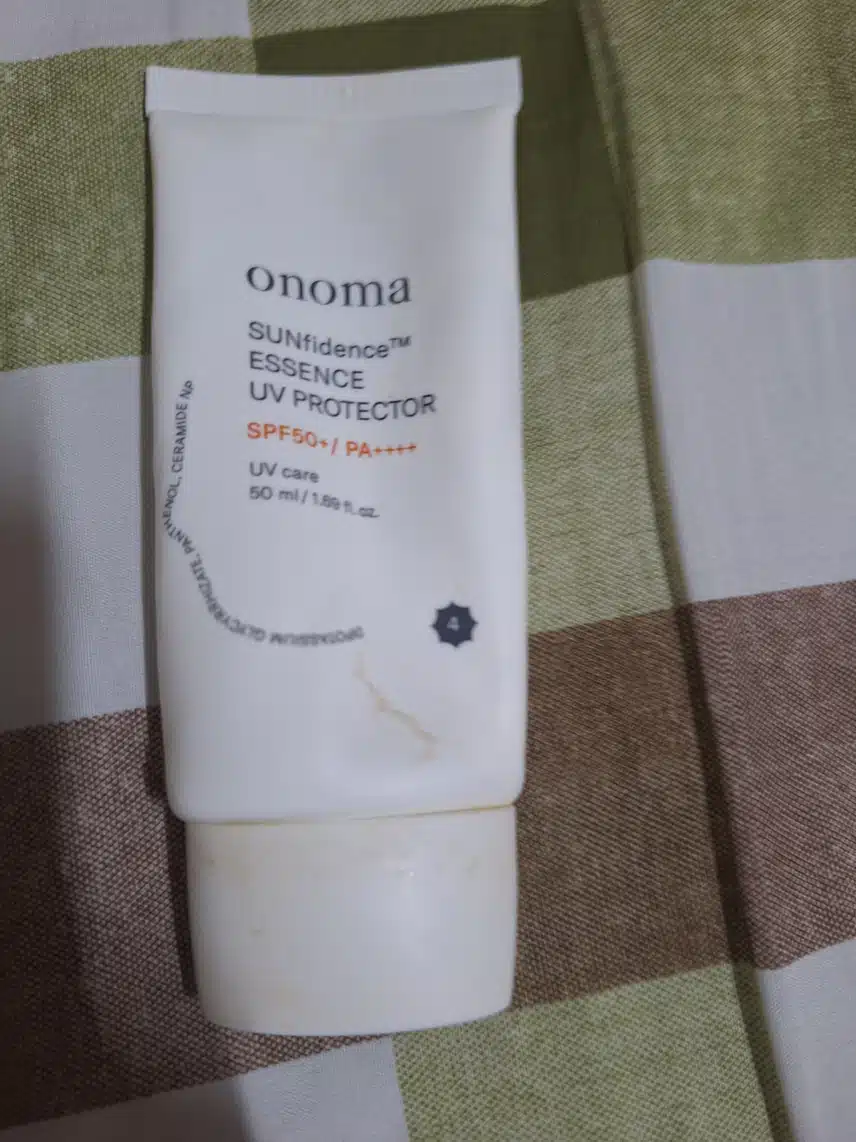 onoma
SUNfidence™
ESSENCE
UV PROTECTOR
SPF50+/ PA++++
UV care
50 ml / 1.69 fl. oz.
DIPOTASSIUM GLYCYRRHIZATE, PANTHENOL, CERAMIDE NP
4